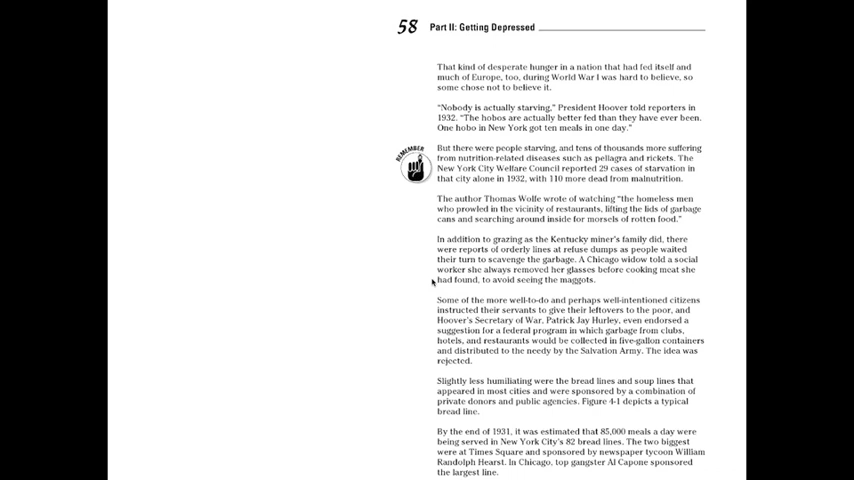 58 Part II: Getting Depressed
That kind of desperate hunger in a nation that had fed itself and
much of Europe, too, during World War I was hard to believe, so
some chose not to believe it.
“Nobody is actually starving,” President Hoover told reporters in
1932. “The hobos are actually better fed than they have ever been.
One hobo in New York got ten meals in one day.”
REMEMBER
But there were people starving, and tens of thousands more suffering
from nutrition-related diseases such as pellagra and rickets. The
New York City Welfare Council reported 29 cases of starvation in
that city alone in 1932, with 110 more dead from malnutrition.
The author Thomas Wolfe wrote of watching “the homeless men
who prowled in the vicinity of restaurants, lifting the lids of garbage
cans and searching around inside for morsels of rotten food.”
In addition to grazing as the Kentucky miner’s family did, there
were reports of orderly lines at refuse dumps as people waited
their turn to scavenge the garbage. A Chicago widow told a social
worker she always removed her glasses before cooking meat she
had found, to avoid seeing the maggots.
Some of the more well-to-do and perhaps well-intentioned citizens
instructed their servants to give their leftovers to the poor, and
Hoover’s Secretary of War, Patrick Jay Hurley, even endorsed a
suggestion for a federal program in which garbage from clubs,
hotels, and restaurants would be collected in five-gallon containers
and distributed to the needy by the Salvation Army. The idea was
rejected.
Slightly less humiliating were the bread lines and soup lines that
appeared in most cities and were sponsored by a combination of
private donors and public agencies. Figure 4-1 depicts a typical
bread line.
By the end of 1931, it was estimated that 85,000 meals a day were
being served in New York City’s 82 bread lines. The two biggest
were at Times Square and sponsored by newspaper tycoon William
Randolph Hearst. In Chicago, top gangster Al Capone sponsored
the largest line.